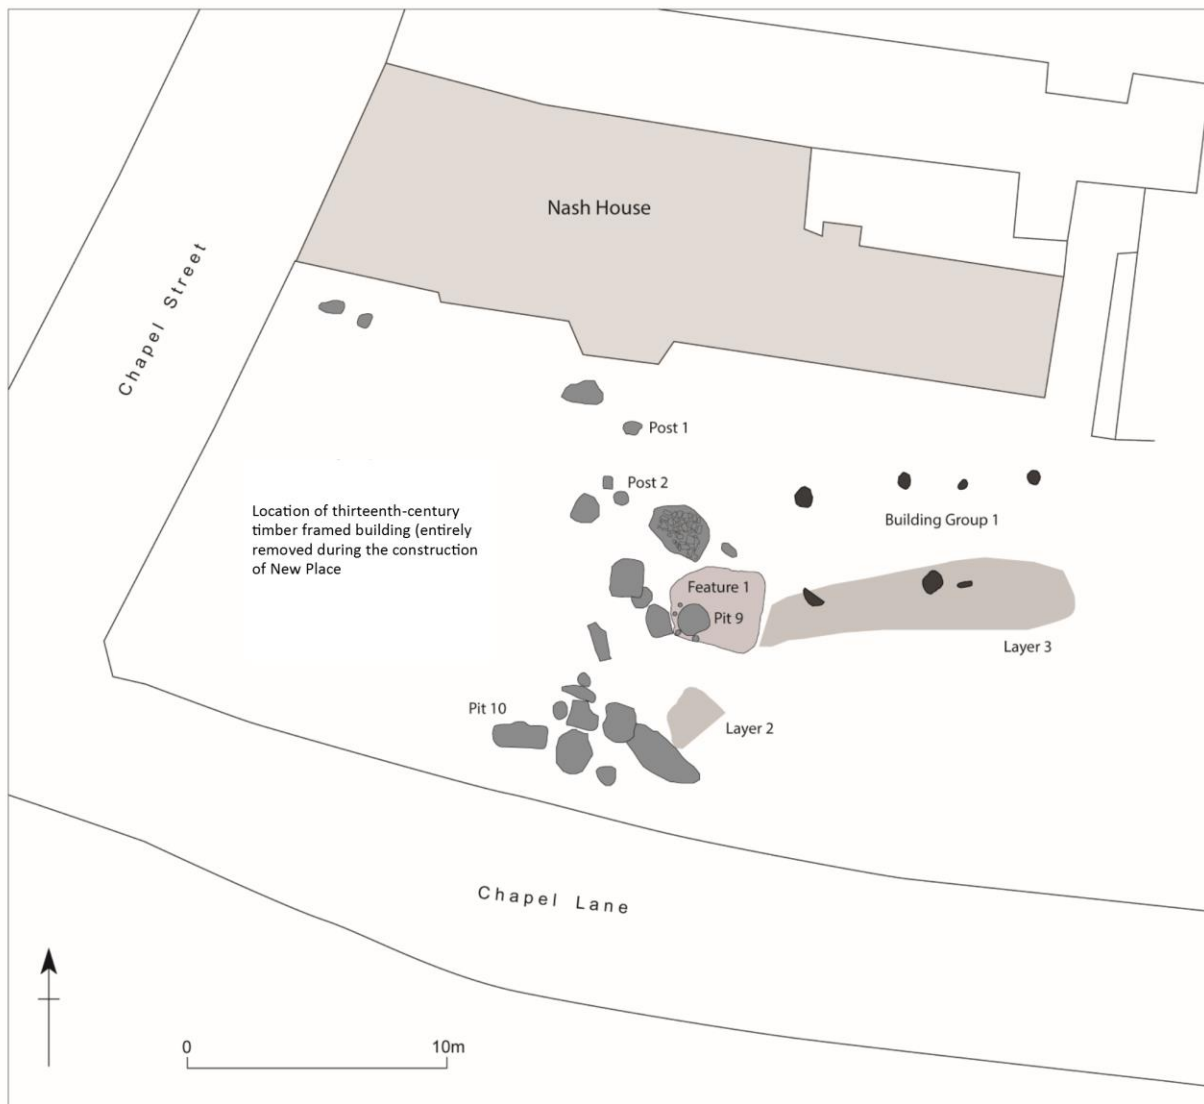 Nash House
Chapel Street
Post 1
Post 2
Building Group 1
Location of thirteenth-century
timber framed building (entirely
removed during the construction
of New Place
Feature 1
Pit 9
Layer 3
Pit 10
Layer 2
Chapel Lane
0 10m